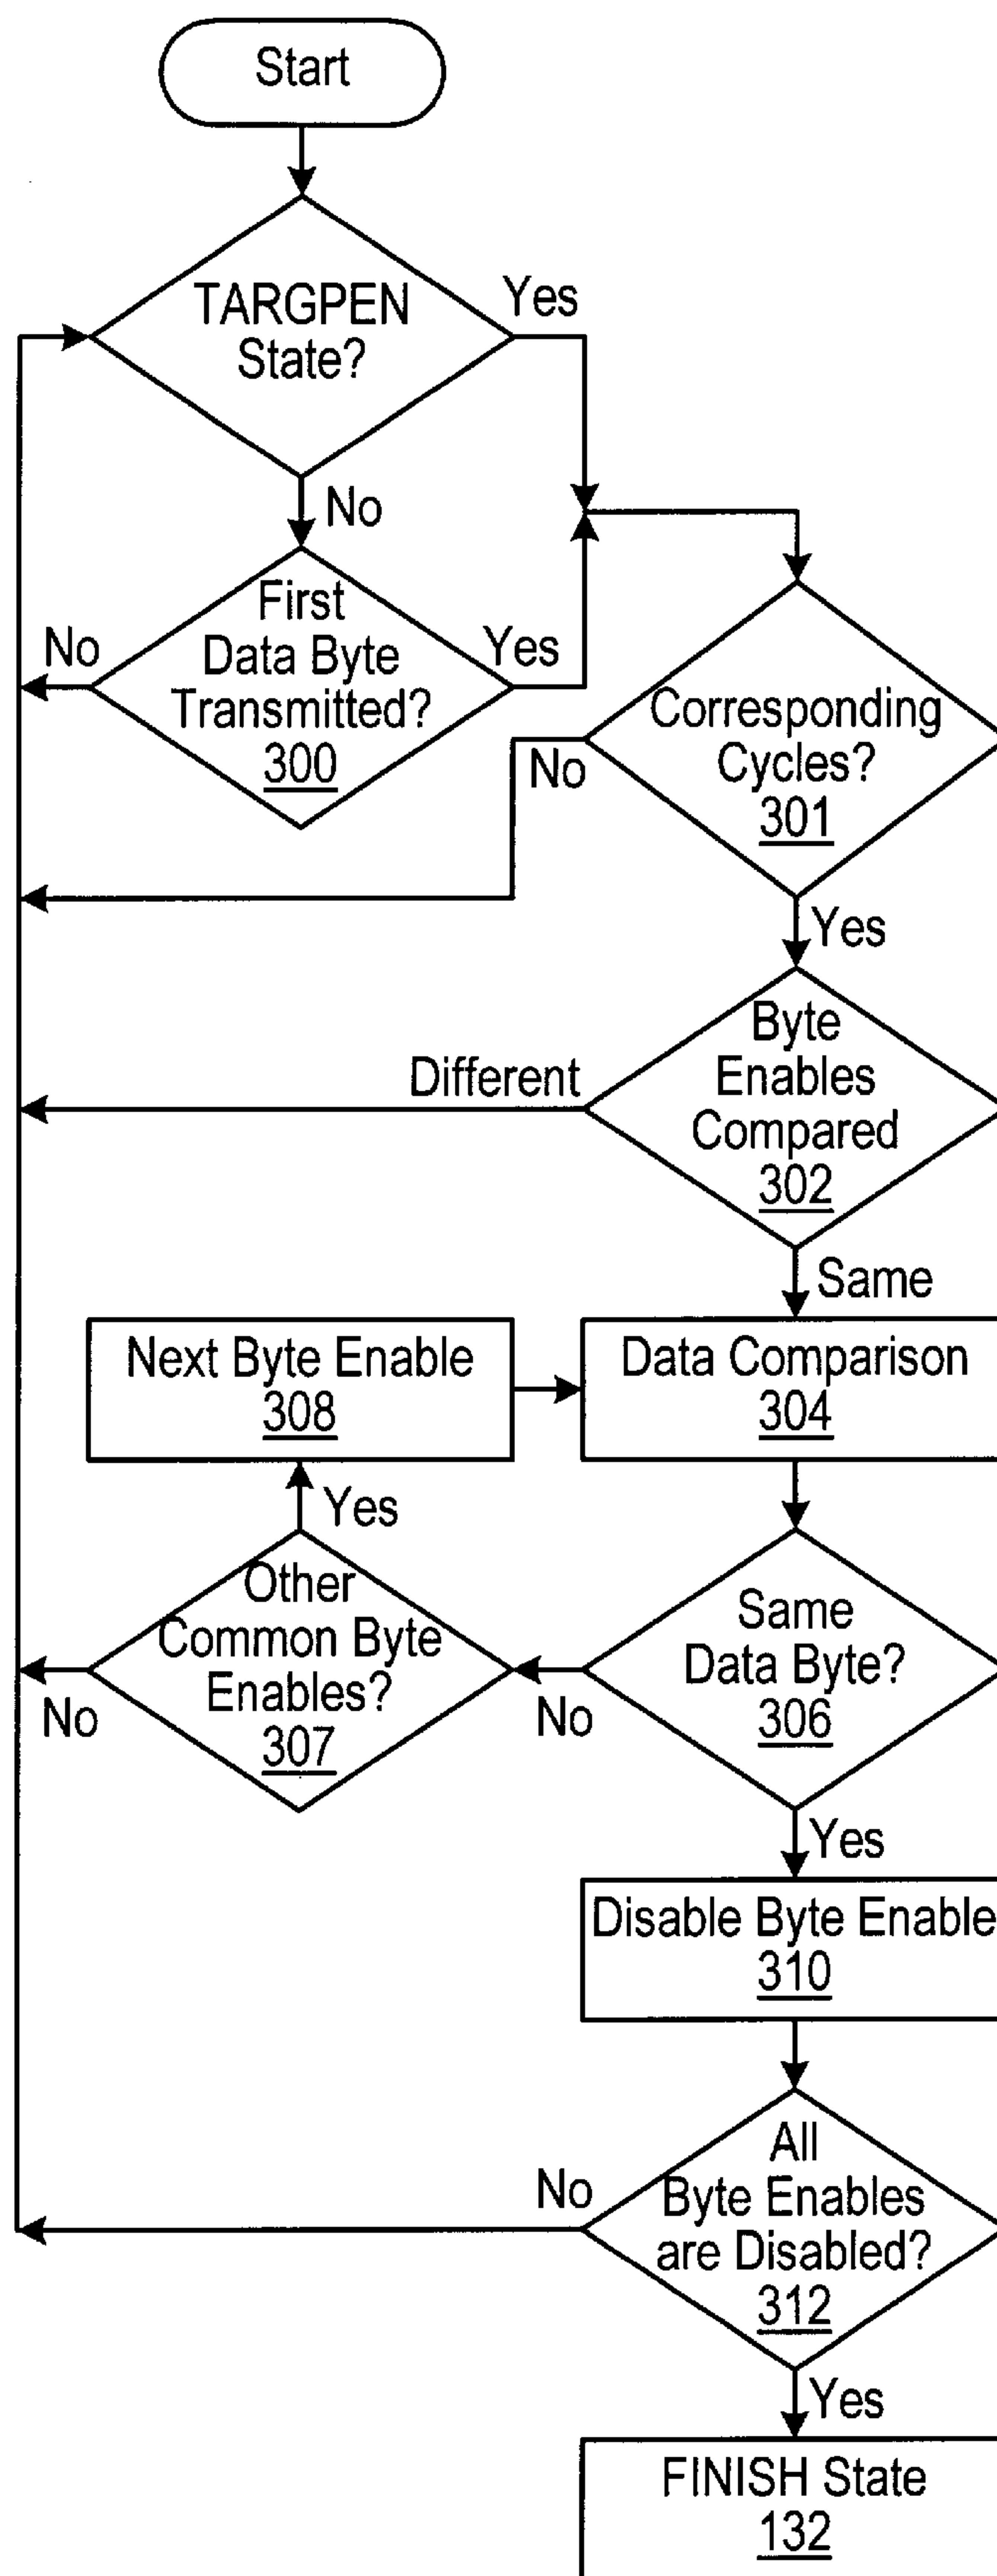 Start
TARGPEN
State?
Yes
No
First
Data Byte
Transmitted?
300
No
Yes
Corresponding
Cycles?
301
No
Yes
Byte
Enables
Compared
302
Different
Same
Next Byte Enable
308
Data Comparison
304
Yes
Other
Common Byte
Enables?
307
No
Same
Data Byte?
306
No
Yes
Disable Byte Enable
310
All
Byte Enables
are Disabled?
312
No
Yes
FINISH State
132